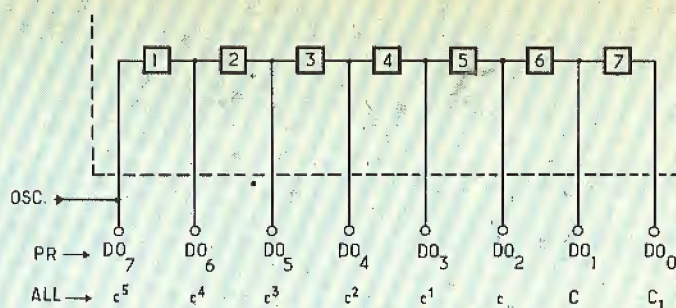 1 2 3 4 5 6 7
OSC.
PR → DO7 DO6 DO5 DO4 DO3 DO2 DO1 DO0
ALL → c⁵ c⁴ c³ c² c¹ c C C₁